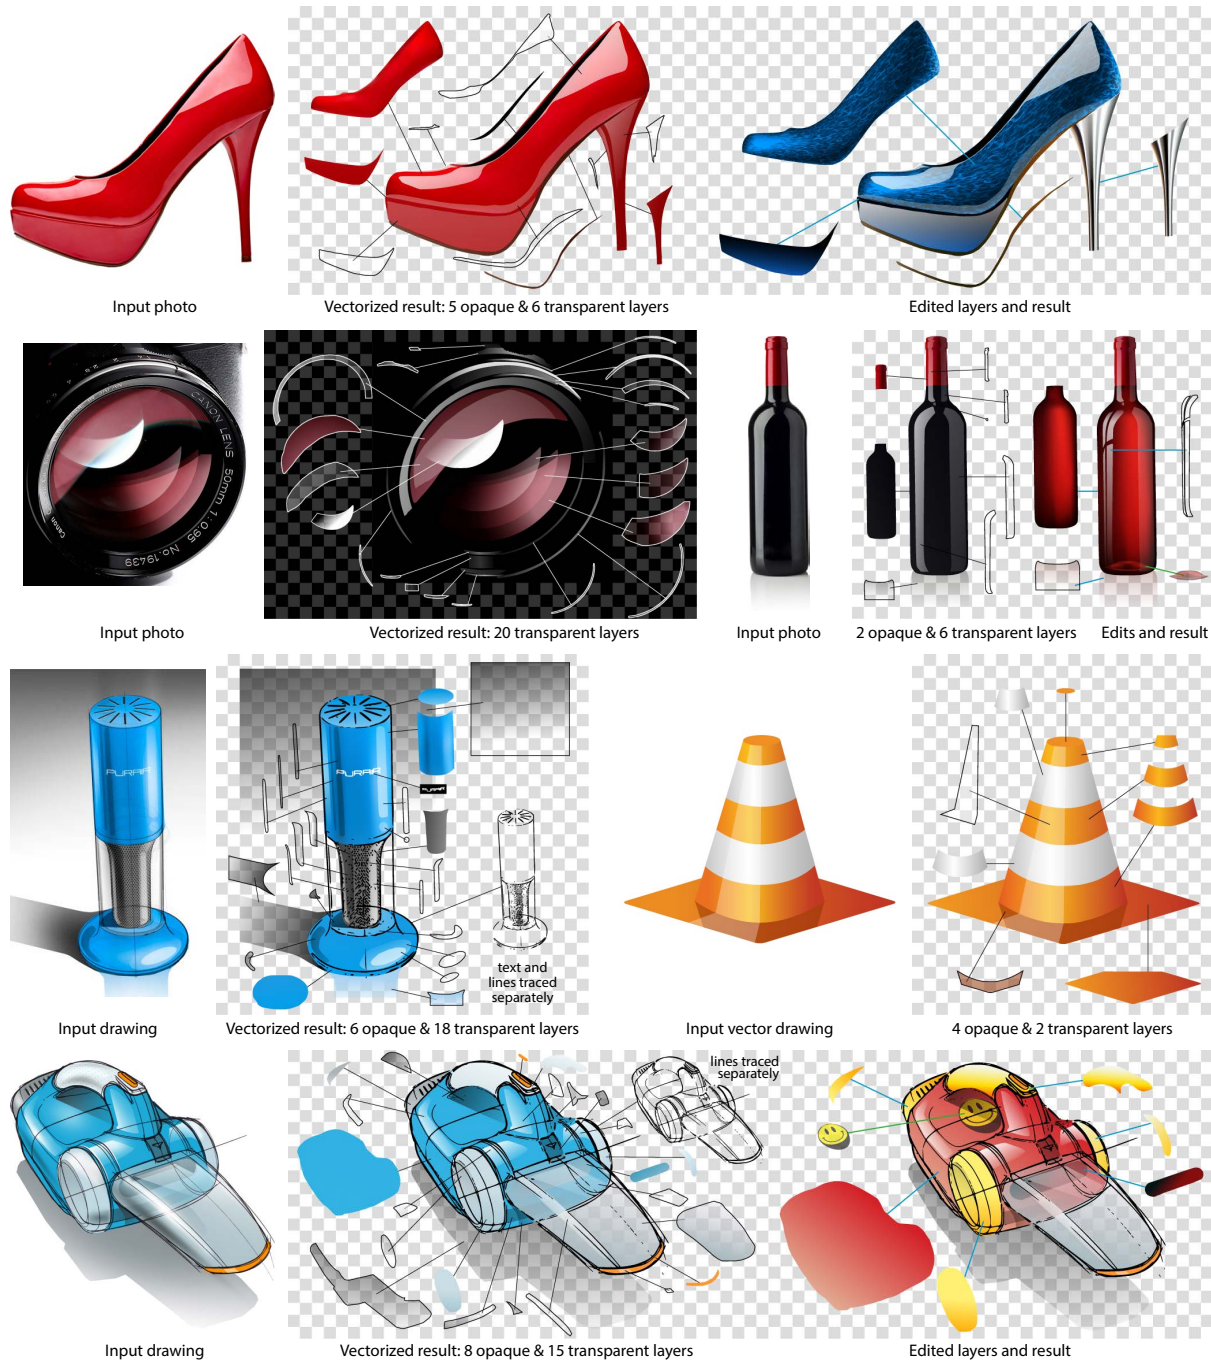 Input photo
Vectorized result: 5 opaque & 6 transparent layers
Edited layers and result
CANON LENS 50mm 1:0.95 No.19439
Canon
Input photo
Vectorized result: 20 transparent layers
Input photo
2 opaque & 6 transparent layers
Edits and result
PURAIR
PURAIR
text and
lines traced
separately
Input drawing
Vectorized result: 6 opaque & 18 transparent layers
Input vector drawing
4 opaque & 2 transparent layers
lines traced
separately
Input drawing
Vectorized result: 8 opaque & 15 transparent layers
Edited layers and result